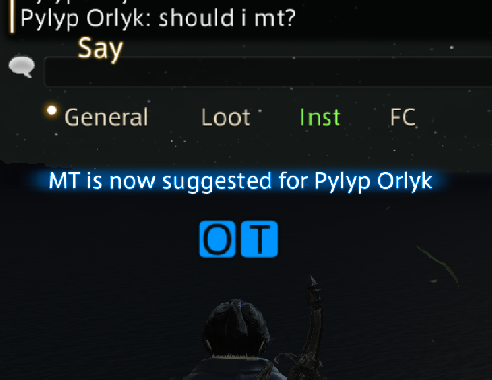 Pylyp Orlyk: should i mt?
Say
General Loot Inst FC
MT is now suggested for Pylyp Orlyk
OT